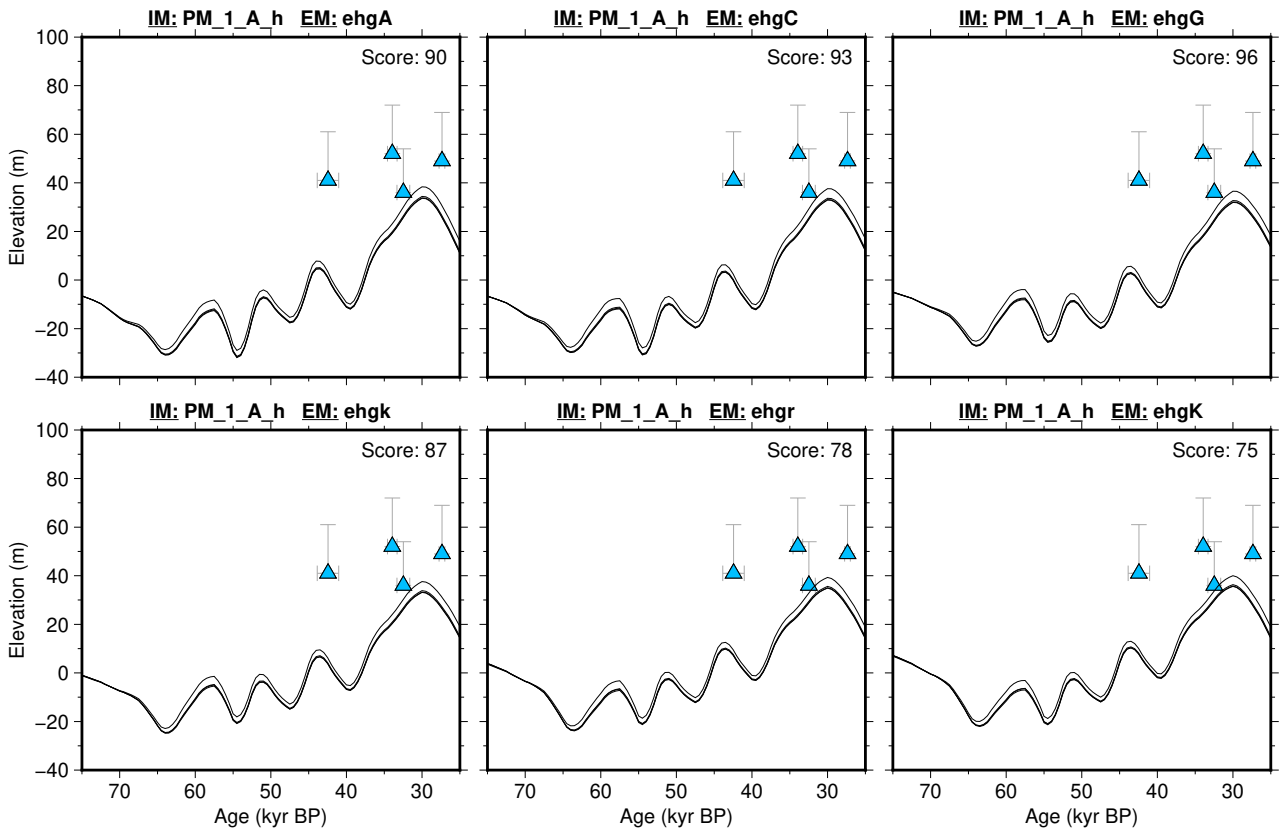 IM: PM_1_A_h EM: ehgA
IM: PM_1_A_h EM: ehgC
IM: PM_1_A_h EM: ehgG
100
80
60
40
20
0
−20
−40
Elevation (m)
Score: 90
Score: 93
Score: 96
IM: PM_1_A_h EM: ehgk
IM: PM_1_A_h EM: ehgr
IM: PM_1_A_h EM: ehgK
100
80
60
40
20
0
−20
−40
Elevation (m)
Score: 87
Score: 78
Score: 75
70 60 50 40 30
70 60 50 40 30
70 60 50 40 30
Age (kyr BP)
Age (kyr BP)
Age (kyr BP)